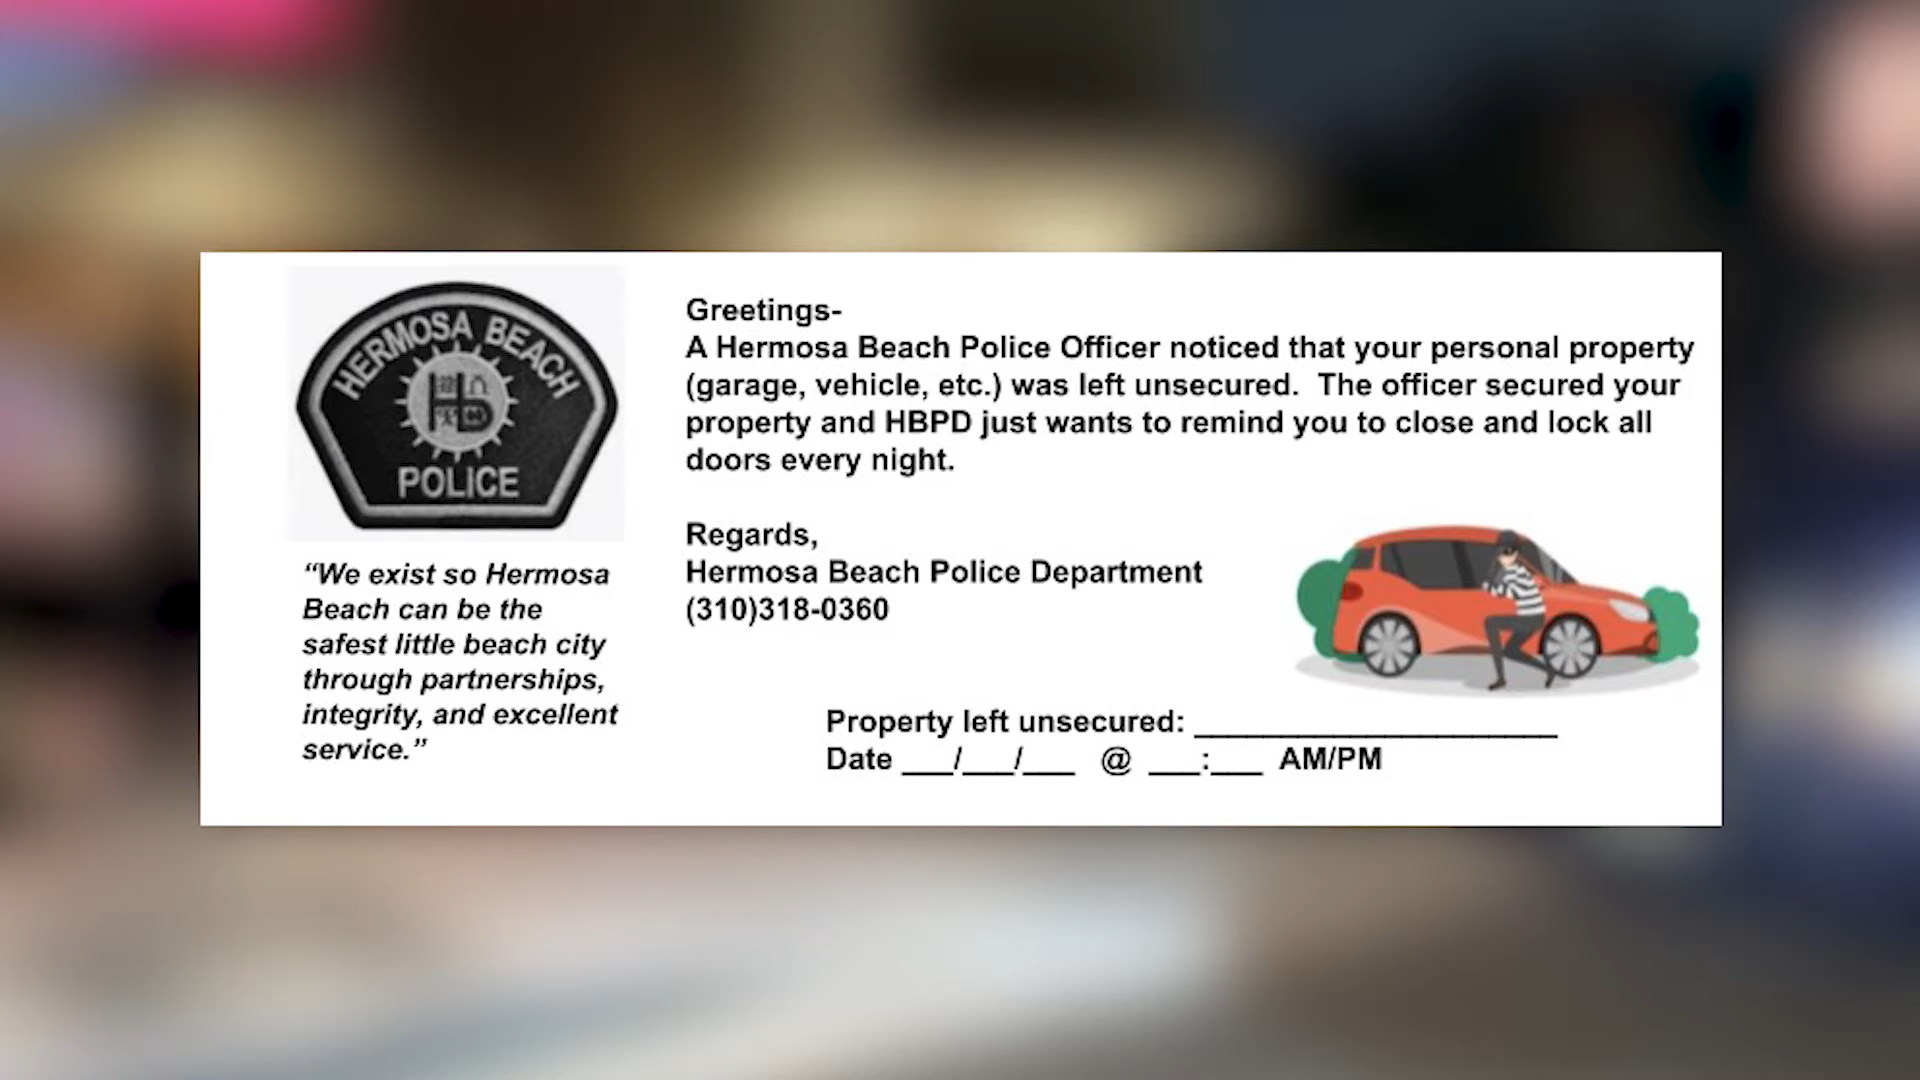 HERMOSA BEACH
POLICE
“We exist so Hermosa
Beach can be the
safest little beach city
through partnerships,
integrity, and excellent
service.”
Greetings-
A Hermosa Beach Police Officer noticed that your personal property
(garage, vehicle, etc.) was left unsecured.  The officer secured your
property and HBPD just wants to remind you to close and lock all
doors every night.
Regards,
Hermosa Beach Police Department
(310)318-0360
Property left unsecured: ______________________
Date ___/___/___ @ ___:___ AM/PM